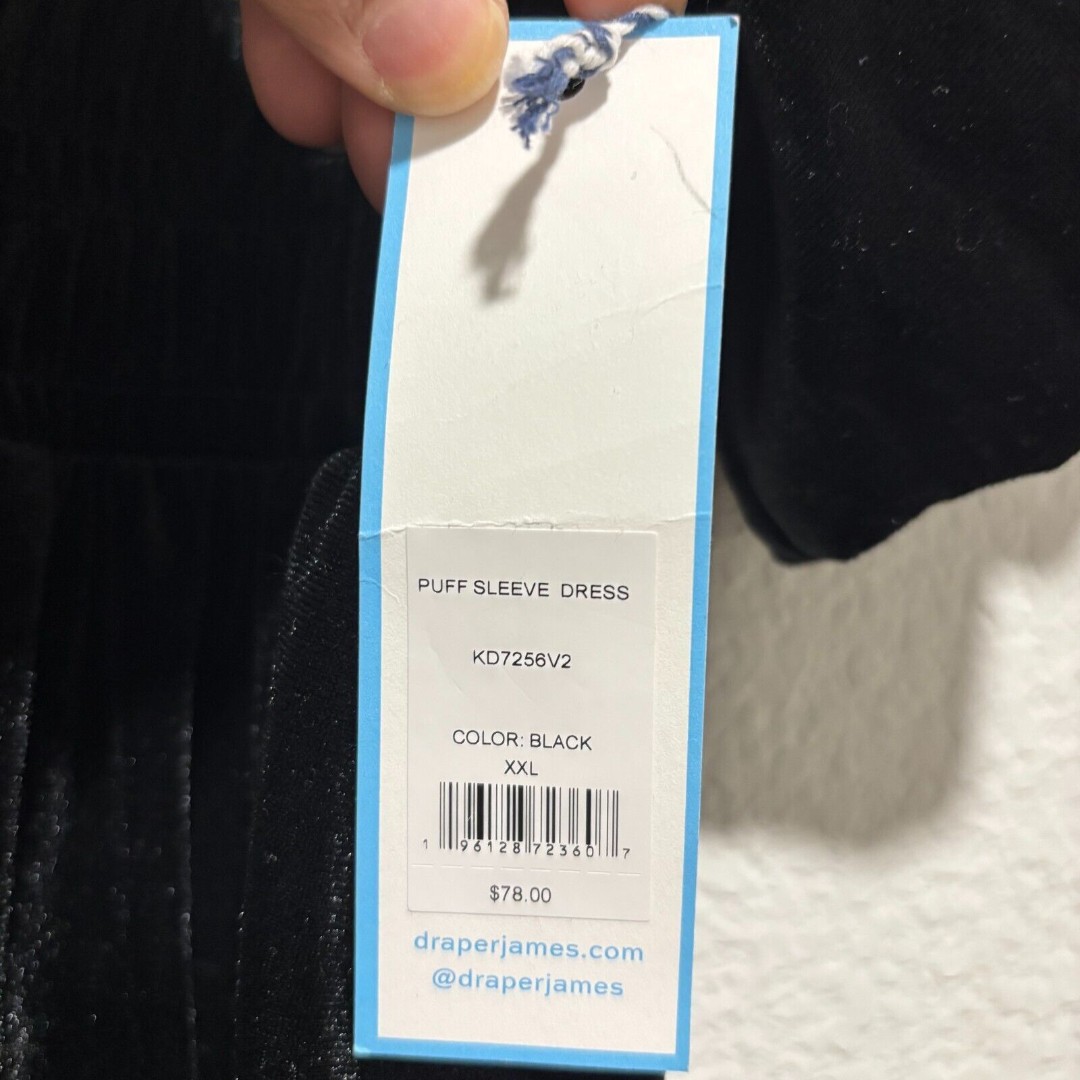 PUFF SLEEVE DRESS
KD7256V2
COLOR: BLACK
XXL
1 96128 72360 7
$78.00
draperjames.com
@draperjames